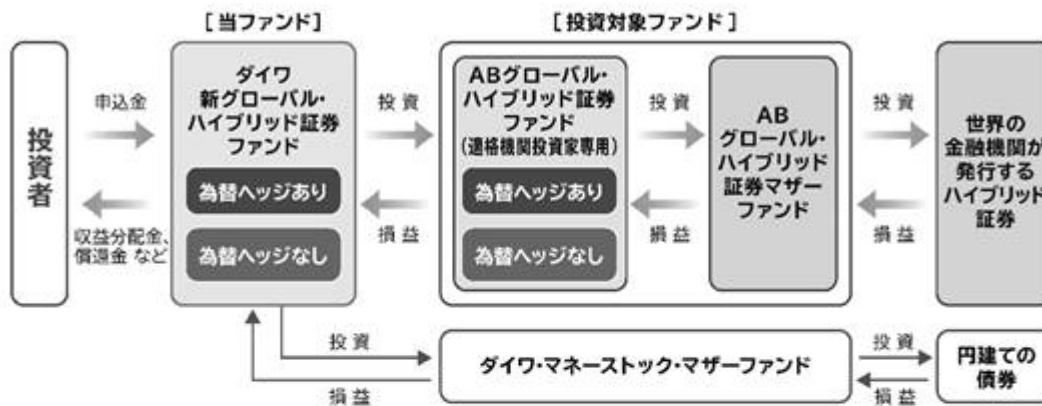 [当ファンド]
[投資対象ファンド]
投資者
申込金
収益分配金、
償還金 など
ダイワ
新グローバル・
ハイブリッド証券
ファンド
為替ヘッジあり
為替ヘッジなし
投資
損益
ABグローバル・
ハイブリッド証券
ファンド
(適格機関投資家専用)
為替ヘッジあり
為替ヘッジなし
投資
損益
AB
グローバル・
ハイブリッド
証券マザー
ファンド
投資
損益
世界の
金融機関が
発行する
ハイブリッド
証券
投資
損益
ダイワ・マネーストック・マザーファンド
投資
損益
円建ての
債券